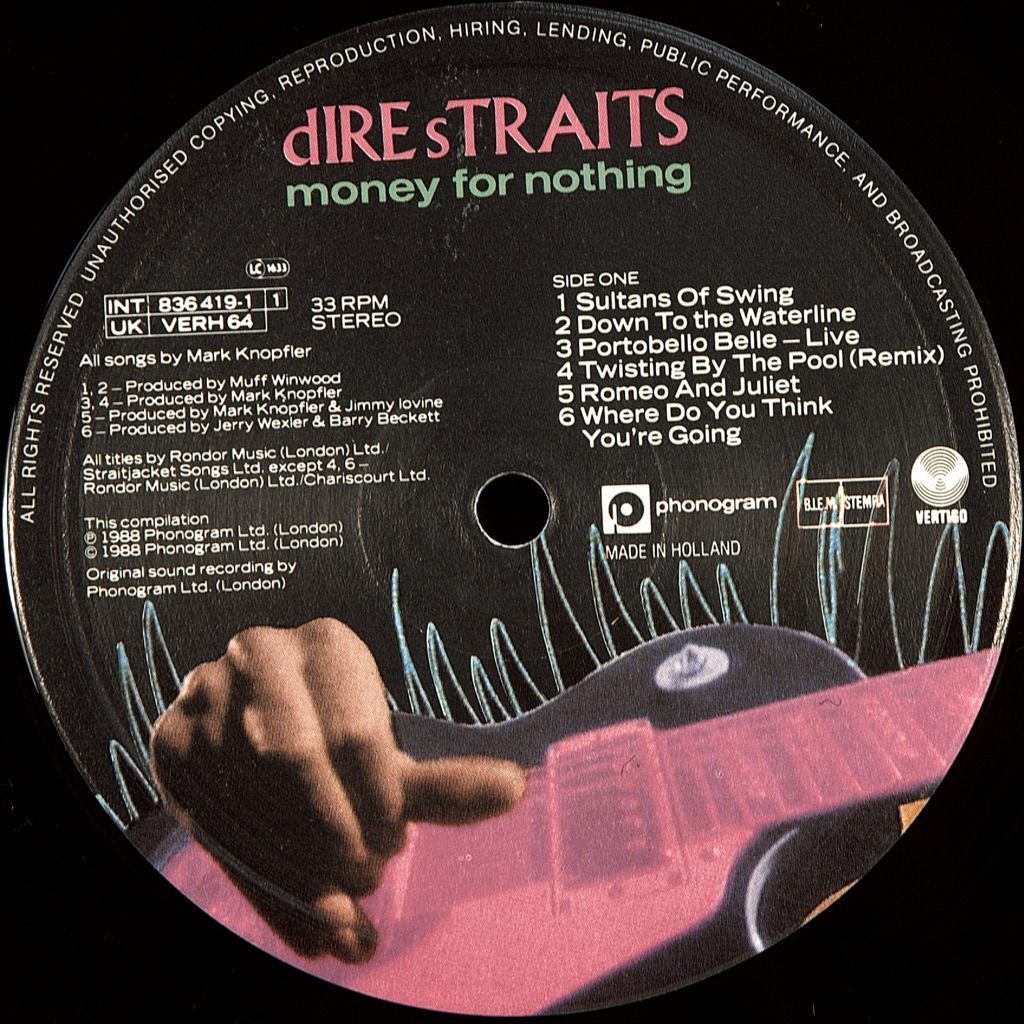 ALL RIGHTS RESERVED. UNAUTHORISED COPYING, REPRODUCTION, HIRING, LENDING, PUBLIC PERFORMANCE, AND BROADCASTING PROHIBITED.
dIRE sTRAITS
money for nothing
LC 1633
INT 836 419-1 1
UK VERH 64
33 RPM
STEREO
All songs by Mark Knopfler
1, 2 – Produced by Muff Winwood
3, 4 – Produced by Mark Knopfler
5 – Produced by Mark Knopfler & Jimmy Iovine
6 – Produced by Jerry Wexler & Barry Beckett
All titles by Rondor Music (London) Ltd./
Straitjacket Songs Ltd. except 4, 6 –
Rondor Music (London) Ltd./Chariscourt Ltd.
This compilation
℗ 1988 Phonogram Ltd. (London)
© 1988 Phonogram Ltd. (London)
Original sound recording by
Phonogram Ltd. (London)
SIDE ONE
1 Sultans Of Swing
2 Down To the Waterline
3 Portobello Belle – Live
4 Twisting By The Pool (Remix)
5 Romeo And Juliet
6 Where Do You Think
You're Going
phonogram
B.I.E.M. STEMRA
VERTIGO
MADE IN HOLLAND